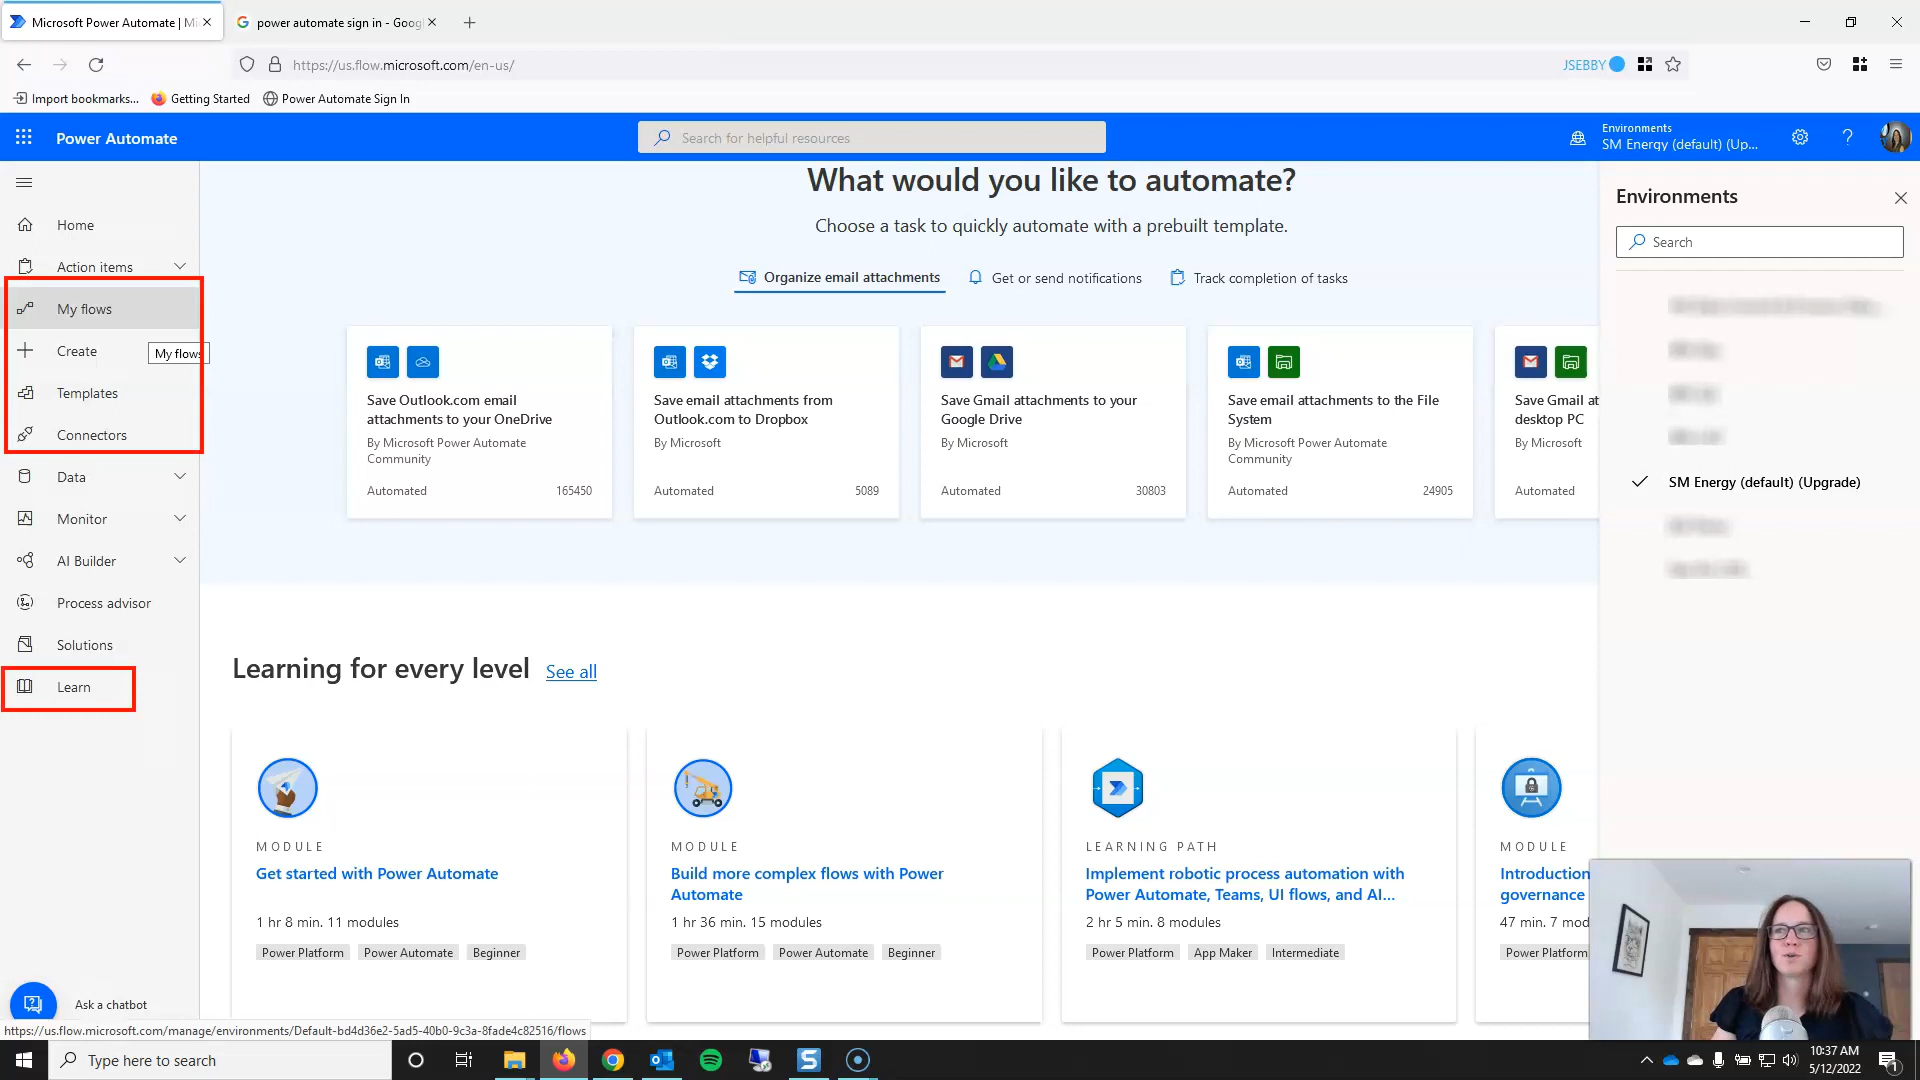 Microsoft Power Automate | Mi
power automate sign in - Goog
https://us.flow.microsoft.com/en-us/
JSEBBY
Import bookmarks...
Getting Started
Power Automate Sign In
Power Automate
Search for helpful resources
Environments
SM Energy (default) (Up...
Home
Action items
My flows
Create
My flows
Templates
Connectors
Data
Monitor
AI Builder
Process advisor
Solutions
Learn
Ask a chatbot
What would you like to automate?
Choose a task to quickly automate with a prebuilt template.
Organize email attachments
Get or send notifications
Track completion of tasks
Save Outlook.com email
attachments to your OneDrive
By Microsoft Power Automate
Community
Automated
165450
Save email attachments from
Outlook.com to Dropbox
By Microsoft
Automated
5089
Save Gmail attachments to your
Google Drive
By Microsoft
Automated
30803
Save email attachments to the File
System
By Microsoft Power Automate
Community
Automated
24905
Save Gmail at
desktop PC
By Microsoft
Automated
Learning for every level
See all
MODULE
Get started with Power Automate
1 hr 8 min. 11 modules
Power Platform
Power Automate
Beginner
MODULE
Build more complex flows with Power
Automate
1 hr 36 min. 15 modules
Power Platform
Power Automate
Beginner
LEARNING PATH
Implement robotic process automation with
Power Automate, Teams, UI flows, and AI...
2 hr 5 min. 8 modules
Power Platform
App Maker
Intermediate
MODULE
Introduction
governance
47 min. 7 mod
Power Platform
Environments
Search
SM Energy (default) (Upgrade)
https://us.flow.microsoft.com/manage/environments/Default-bd4d36e2-5ad5-40b0-9c3a-8fade4c82516/flows
Type here to search
10:37 AM
5/12/2022
1